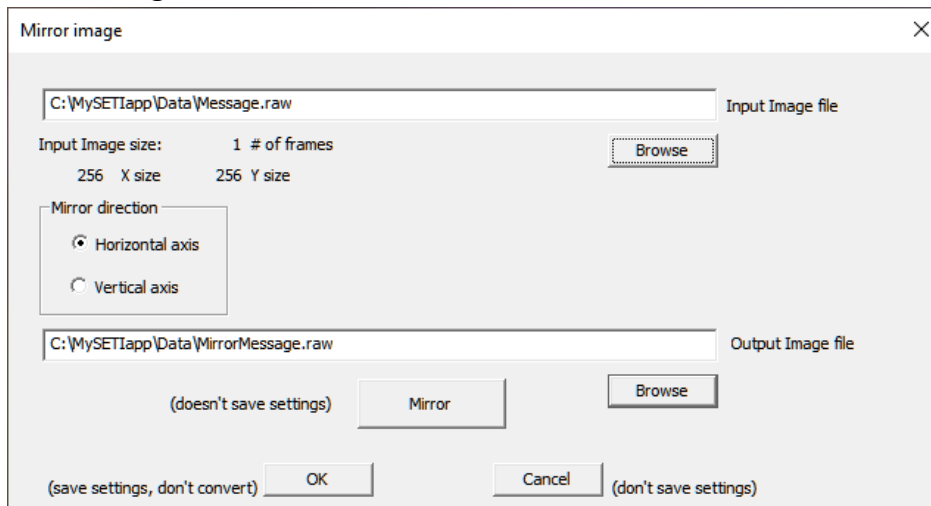 Mirror image
C:\MySETIapp\Data\Message.raw Input Image file
Input Image size: 1 # of frames Browse
256 X size 256 Y size
Mirror direction
Horizontal axis
Vertical axis
C:\MySETIapp\Data\MirrorMessage.raw Output Image file
(doesn't save settings) Mirror Browse
(save settings, don't convert) OK Cancel (don't save settings)